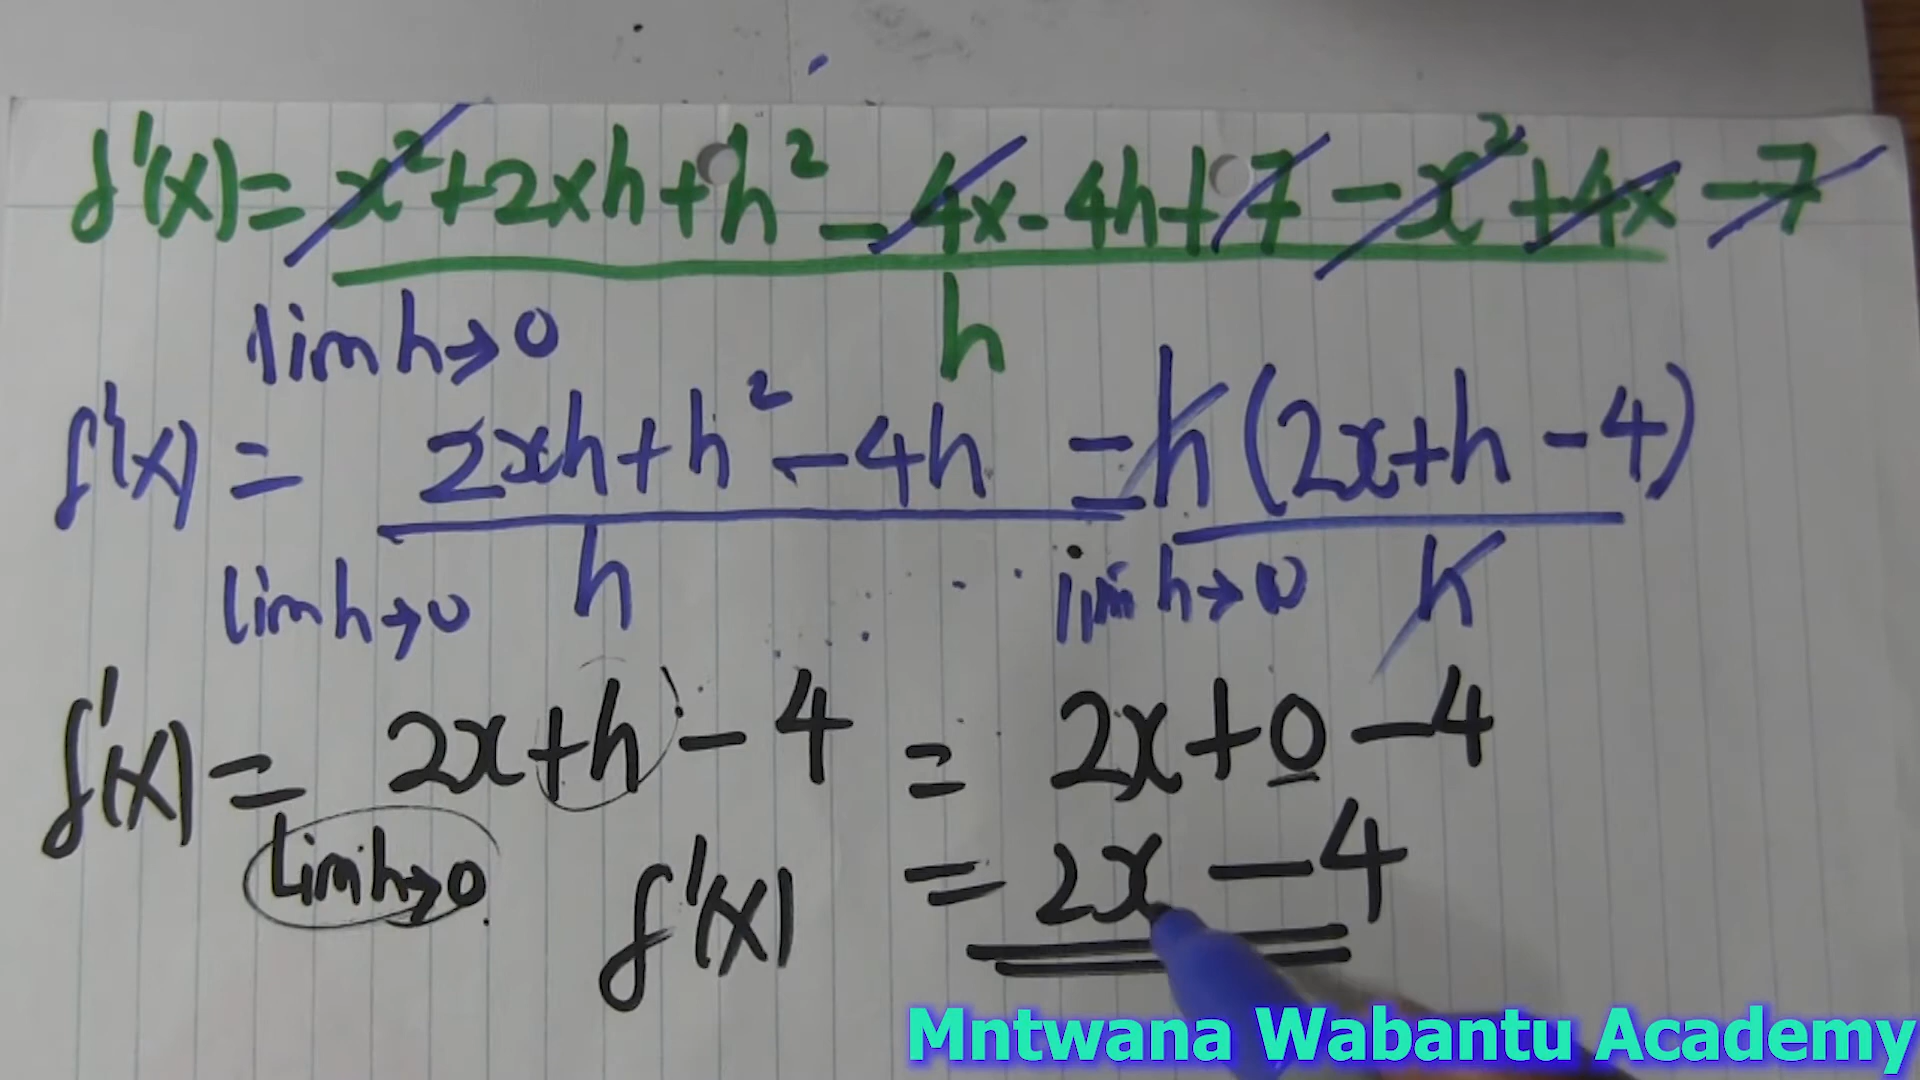 f'(x) = x² + 2xh + h² - 4x - 4h + 7 - x² + 4x - 7
lim h→0 h
f'(x) = 2xh + h² - 4h = h(2x + h - 4)
lim h→0 h lim h→0 h
f'(x) = 2x + h - 4 = 2x + 0 - 4
lim h→0
f'(x) = 2x - 4
Mntwana Wabantu Academy